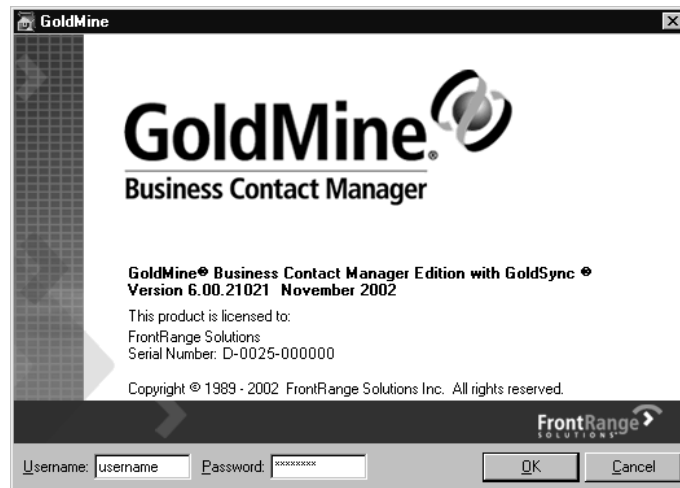 GoldMine
GoldMine®
Business Contact Manager
GoldMine® Business Contact Manager Edition with GoldSync ®
Version 6.00.21021 November 2002
This product is licensed to:
FrontRange Solutions
Serial Number: D-0025-000000
Copyright © 1989 - 2002 FrontRange Solutions Inc. All rights reserved.
FrontRange
SOLUTIONS
Username: username Password: ******** OK Cancel